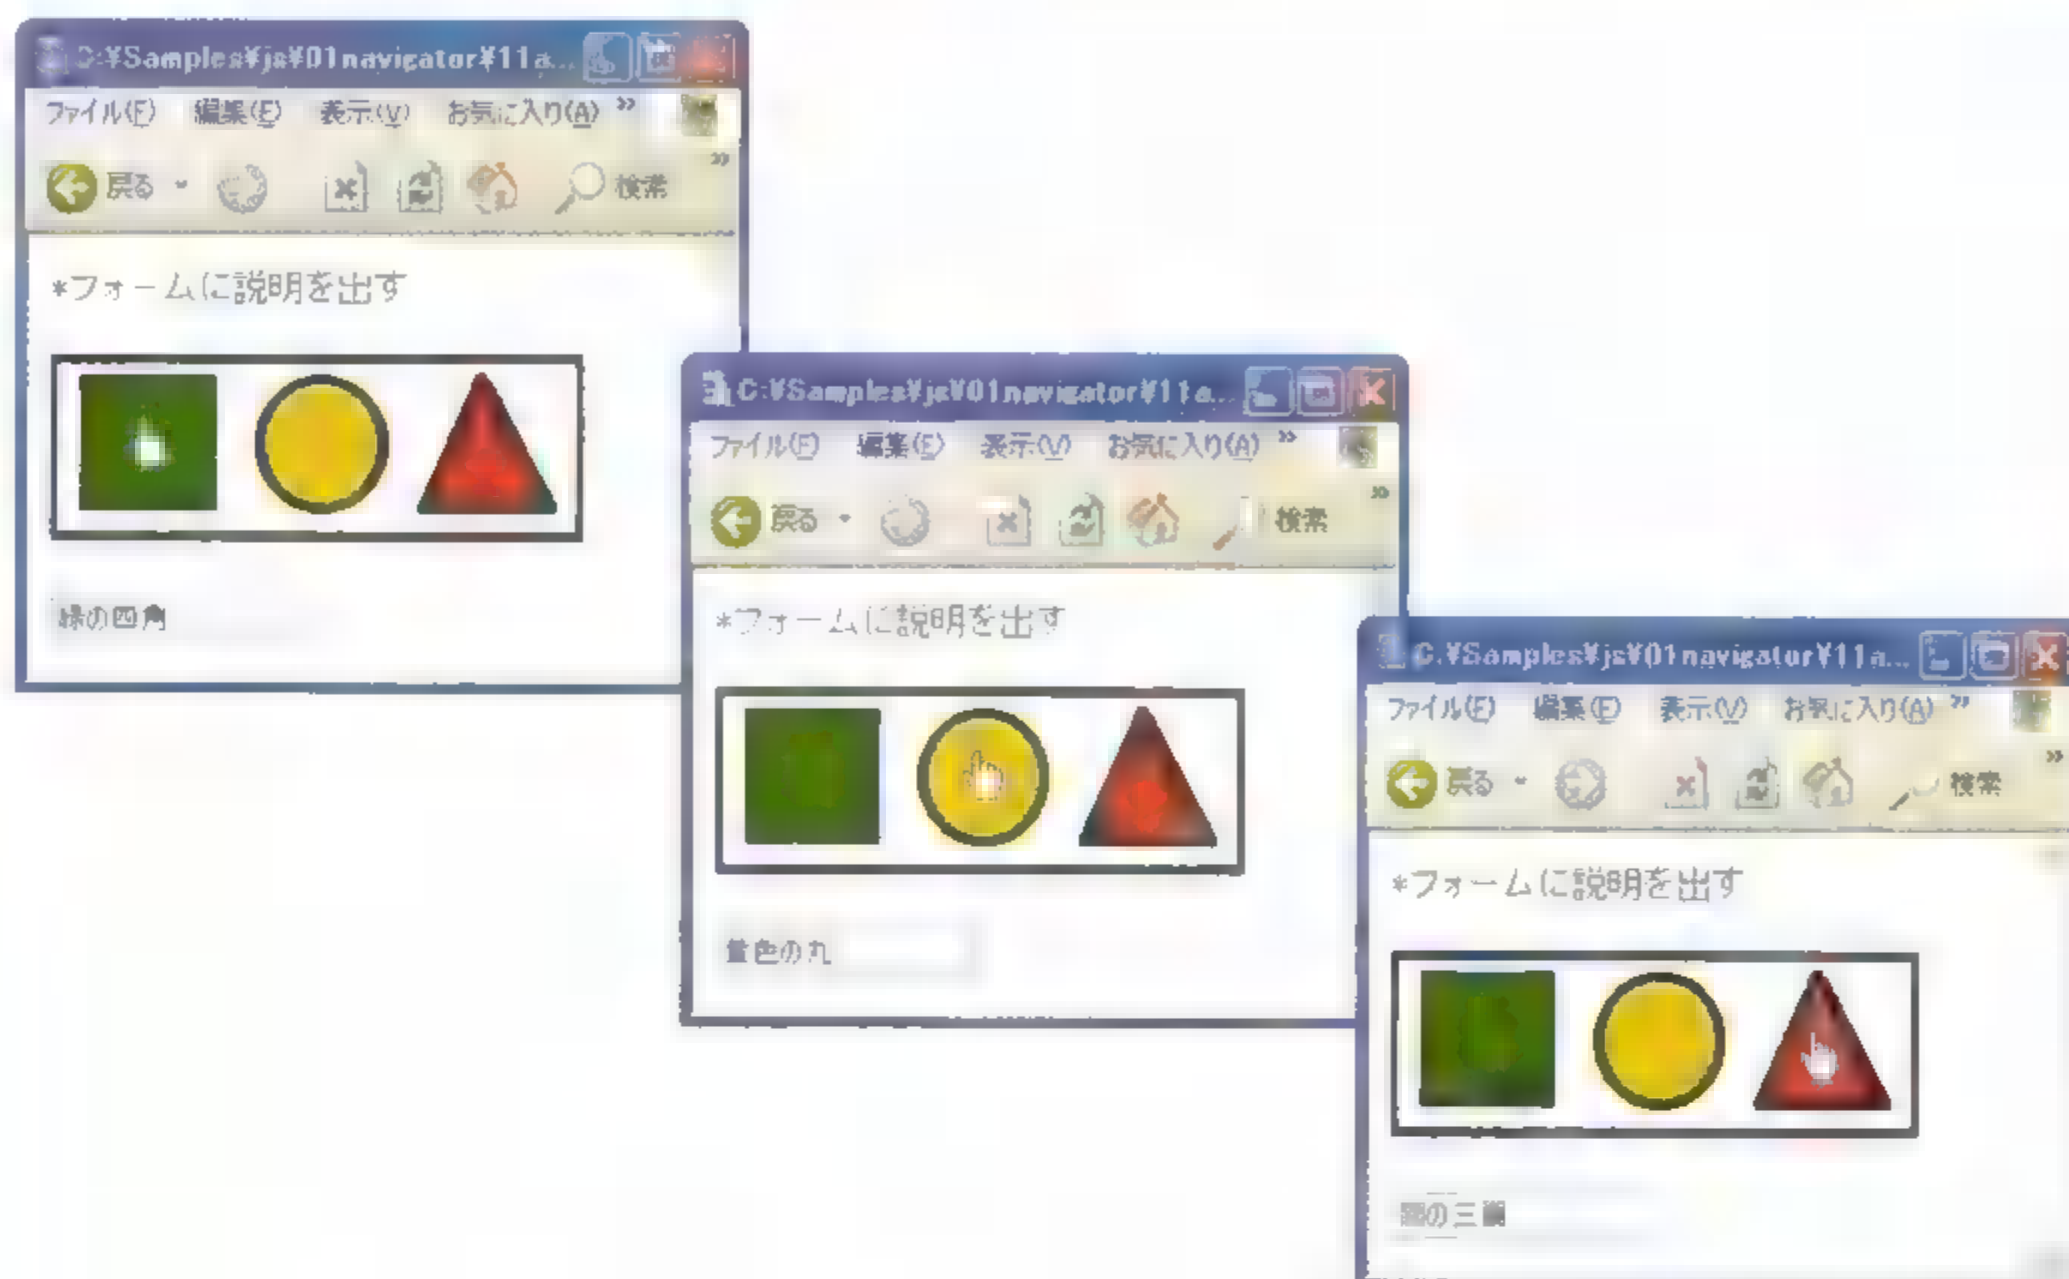 C:¥Samples¥js¥01navigator¥11a...
ファイル(F) 編集(E) 表示(V) お気に入り(A) »
戻る 検索 »
*フォームに説明を出す
緑の四角
C:¥Samples¥js¥01navigator¥11a...
ファイル(F) 編集(E) 表示(V) お気に入り(A) »
戻る 検索 »
*フォームに説明を出す
黄色の丸
C:¥Samples¥js¥01navigator¥11a...
ファイル(F) 編集(E) 表示(V) お気に入り(A) »
戻る 検索 »
*フォームに説明を出す